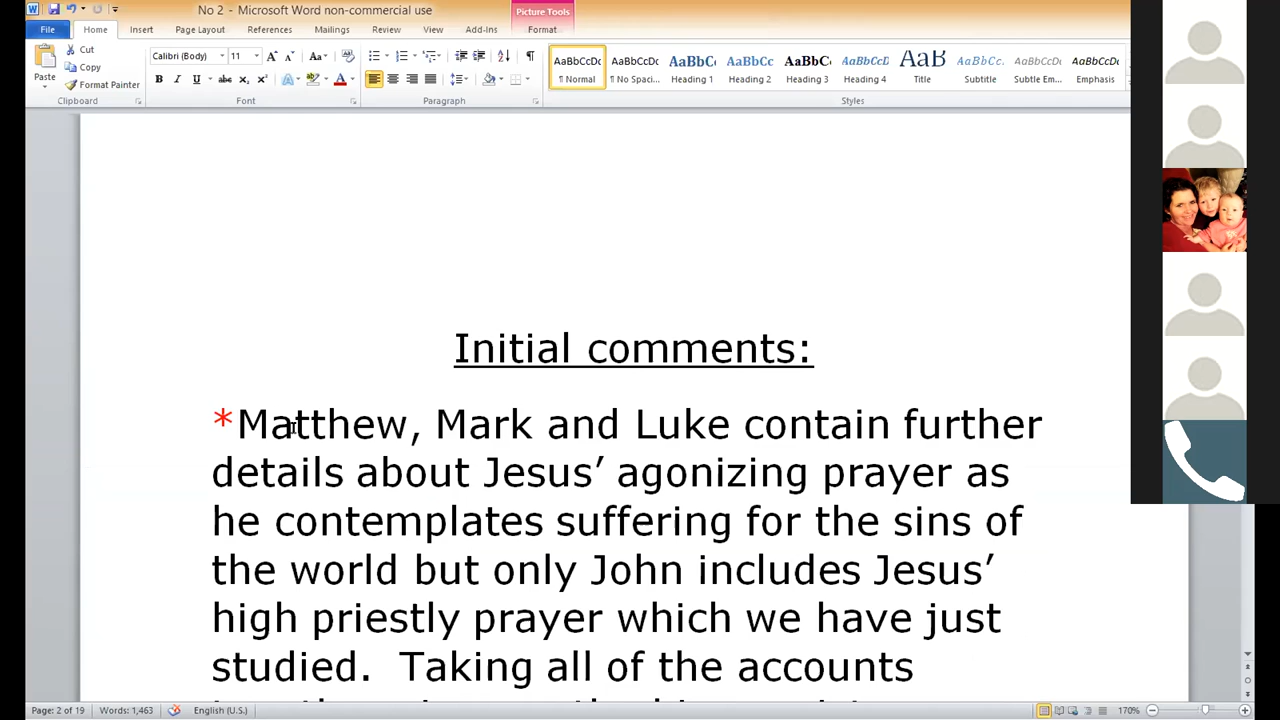 No 2 - Microsoft Word non-commercial use
Picture Tools
File Home Insert Page Layout References Mailings Review View Add-Ins Format
Paste
Cut
Copy
Format Painter
Clipboard
Calibri (Body) 11
Font
Paragraph
AaBbCcDc AaBbCcDc AaBbCc AaBbCc AaBbCc AaBbCc AaB AaBbCc. AaBbCcDc AaBbCcDc
¶ Normal ¶ No Spaci... Heading 1 Heading 2 Heading 3 Heading 4 Title Subtitle Subtle Em... Emphasis
Styles
Initial comments:
*Matthew, Mark and Luke contain further
details about Jesus’ agonizing prayer as
he contemplates suffering for the sins of
the world but only John includes Jesus’
high priestly prayer which we have just
studied.  Taking all of the accounts
Page: 2 of 19 Words: 1,463 English (U.S.) 170%